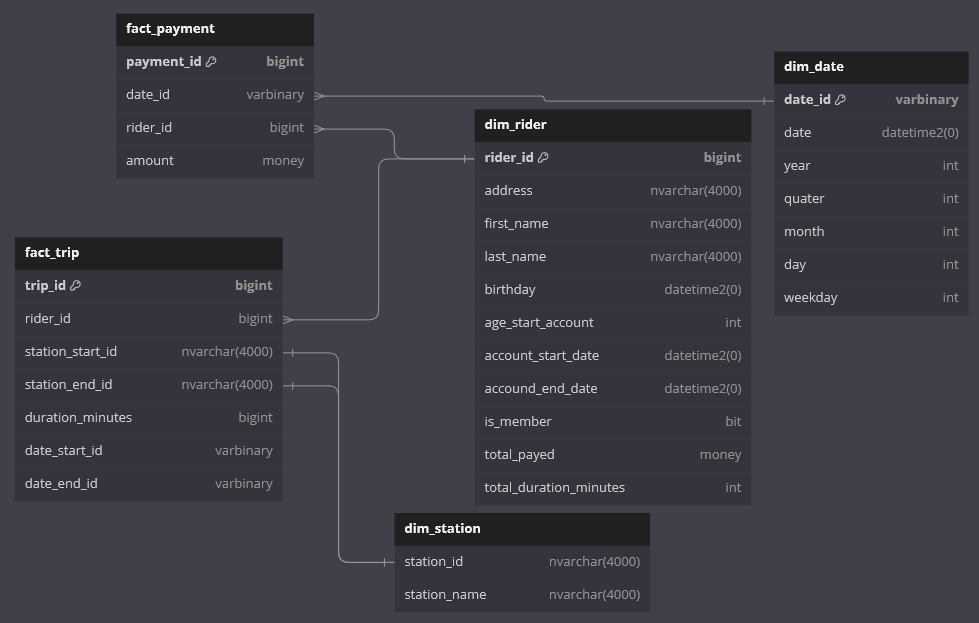 fact_payment
payment_id bigint
date_id varbinary
rider_id bigint
amount money
dim_date
date_id varbinary
date datetime2(0)
year int
quater int
month int
day int
weekday int
dim_rider
rider_id bigint
address nvarchar(4000)
first_name nvarchar(4000)
last_name nvarchar(4000)
birthday datetime2(0)
age_start_account int
account_start_date datetime2(0)
accound_end_date datetime2(0)
is_member bit
total_payed money
total_duration_minutes int
fact_trip
trip_id bigint
rider_id bigint
station_start_id nvarchar(4000)
station_end_id nvarchar(4000)
duration_minutes bigint
date_start_id varbinary
date_end_id varbinary
dim_station
station_id nvarchar(4000)
station_name nvarchar(4000)